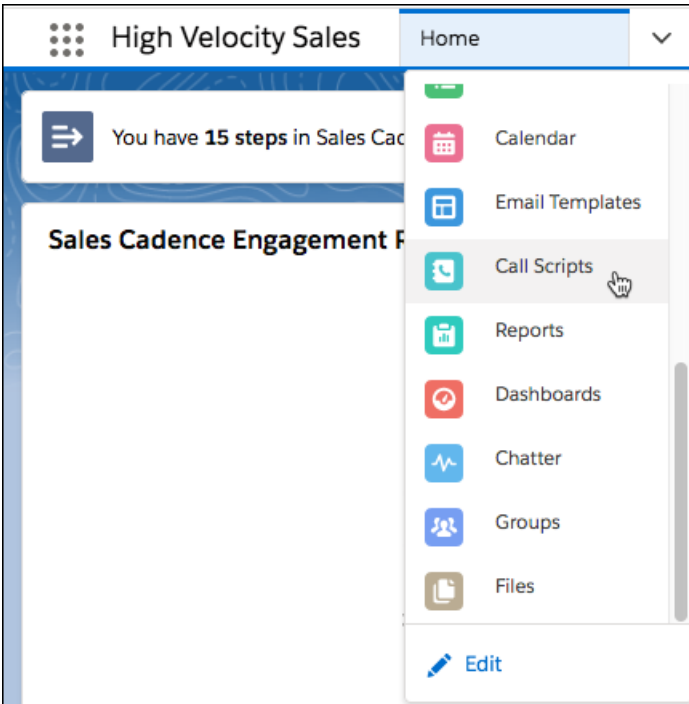 High Velocity Sales
Home
You have 15 steps in Sales Cad
Calendar
Email Templates
Sales Cadence Engagement R
Call Scripts
Reports
Dashboards
Chatter
Groups
Files
Edit